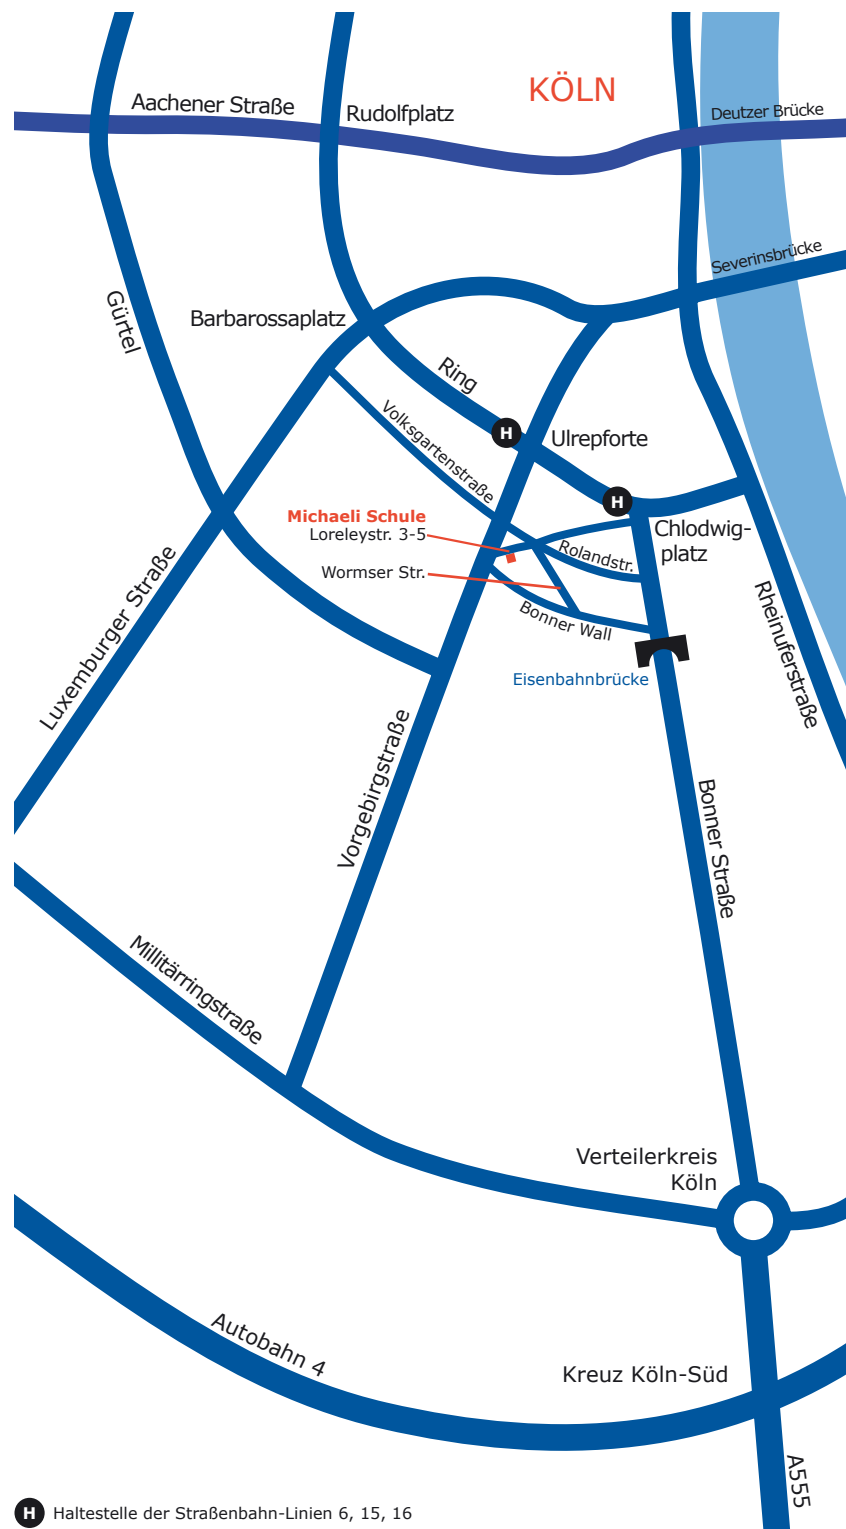 KÖLN
Aachener Straße
Rudolfplatz
Deutzer Brücke
Severinsbrücke
Gürtel
Barbarossaplatz
Ring
Volksgartenstraße
H
Ulrepforte
H
Michaeli Schule
Loreleystr. 3-5
Chlodwig-
platz
Rolandstr.
Wormser Str.
Bonner Wall
Luxemburger Straße
Rheinuferstraße
Eisenbahnbrücke
Vorgebirgstraße
Bonner Straße
Millitärringstraße
Verteilerkreis
Köln
Autobahn 4
Kreuz Köln-Süd
A555
H Haltestelle der Straßenbahn-Linien 6, 15, 16